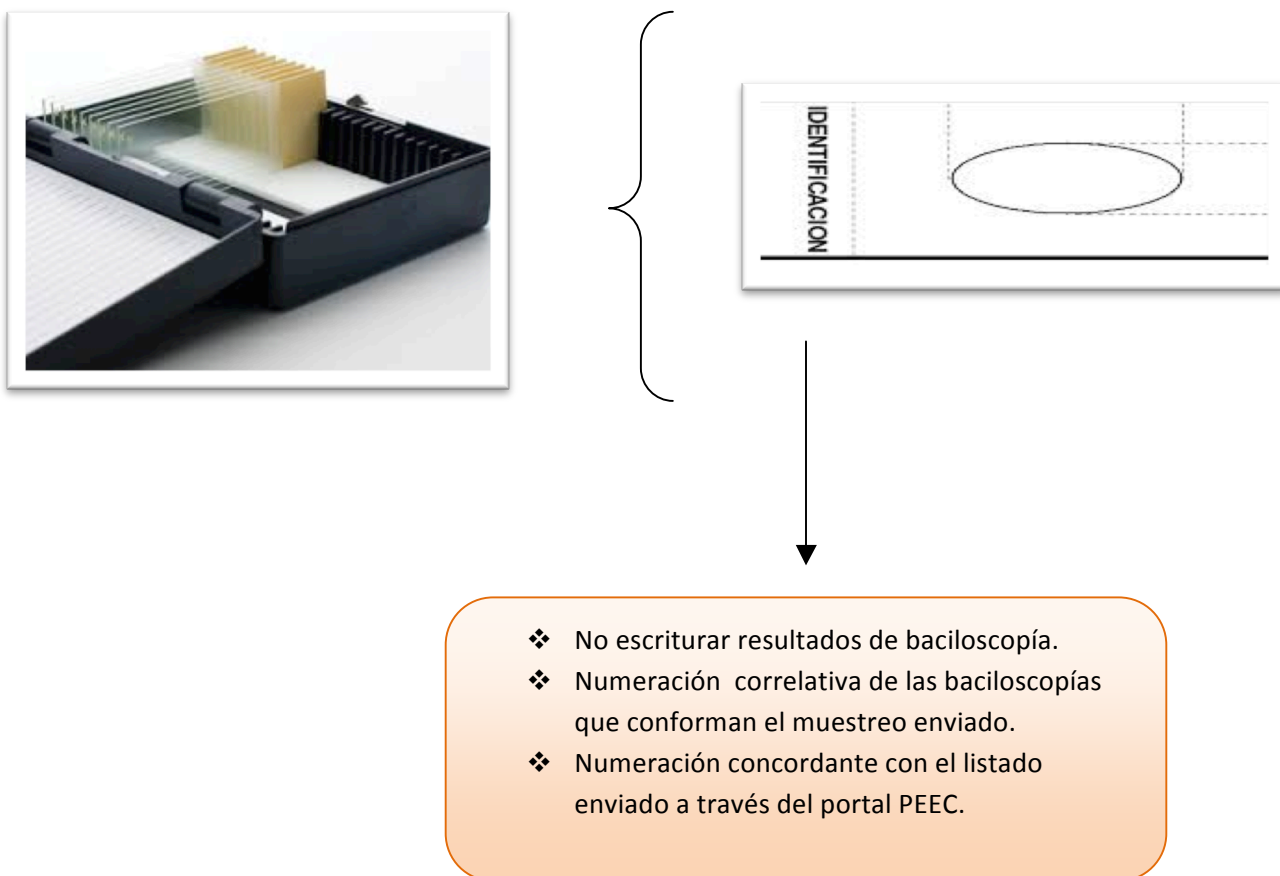 IDENTIFICACION
❖ No escriturar resultados de baciloscopía.
❖ Numeración  correlativa de las baciloscopías
que conforman el muestreo enviado.
❖ Numeración concordante con el listado
enviado a través del portal PEEC.